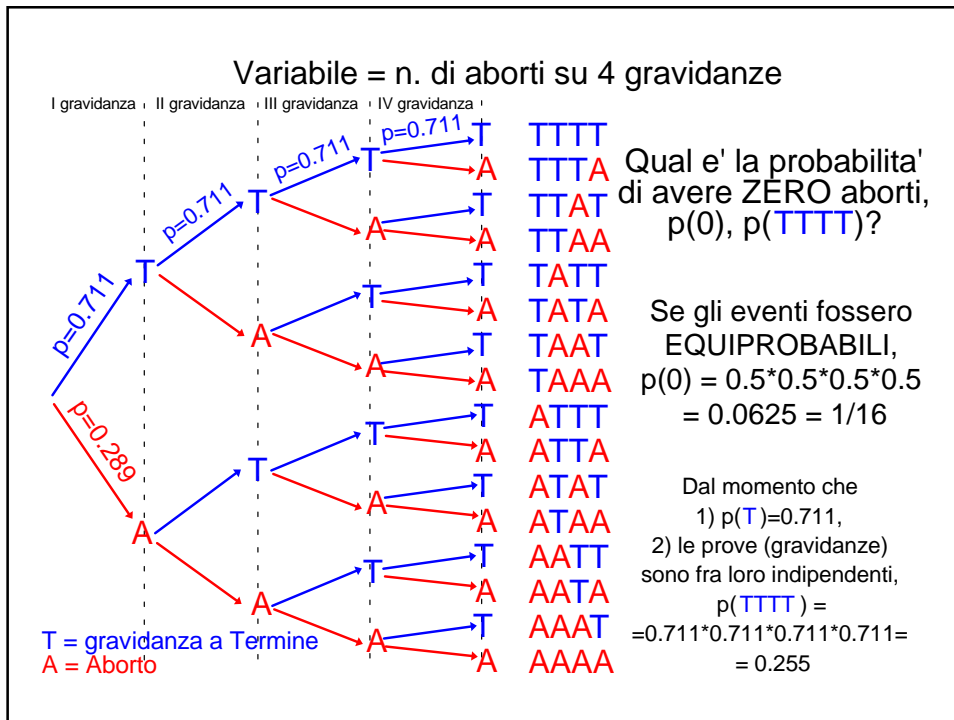 Variabile = n. di aborti su 4 gravidanze
I gravidanza II gravidanza III gravidanza IV gravidanza
p=0.711 p=0.711 p=0.711 p=0.711
p=0.289
T
A
T
A
T
A
T
A
T
A
T
A
T
A
T
A
T
A
T
A
T
A
T
A
T
A
T
A
T
A
TTTT
TTTA
TTAT
TTAA
TATT
TATA
TAAT
TAAA
ATTT
ATTA
ATAT
ATAA
AATT
AATA
AAAT
AAAA
Qual e' la probabilita'
di avere ZERO aborti,
p(0), p(TTTT)?
Se gli eventi fossero
EQUIPROBABILI,
p(0) = 0.5*0.5*0.5*0.5
= 0.0625 = 1/16
Dal momento che
1) p(T)=0.711,
2) le prove (gravidanze)
sono fra loro indipendenti,
p(TTTT ) =
=0.711*0.711*0.711*0.711=
= 0.255
T = gravidanza a Termine
A = Aborto